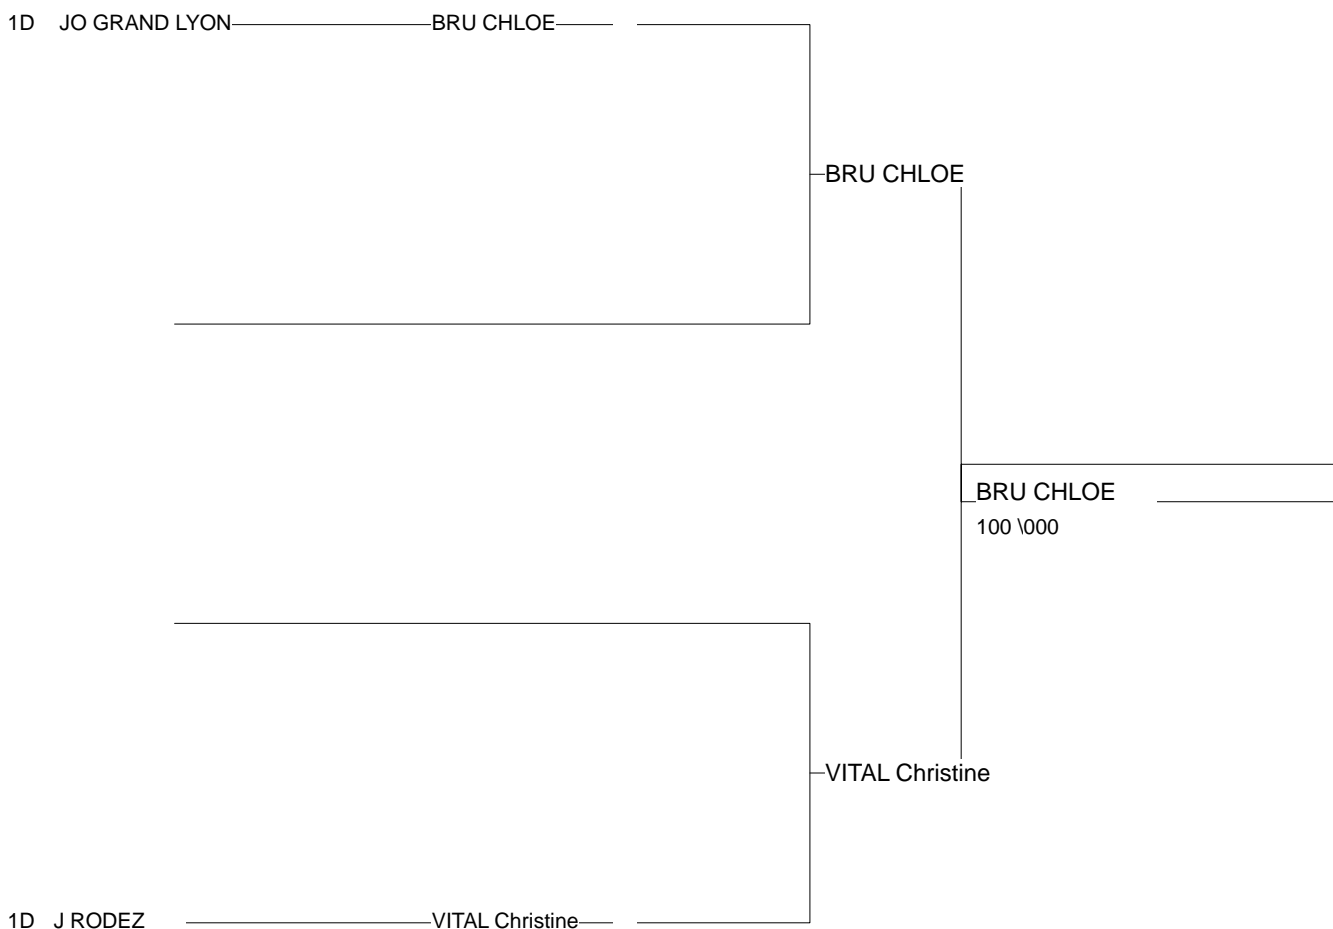 1D JO GRAND LYON BRU CHLOE
BRU CHLOE
BRU CHLOE
100 \000
VITAL Christine
1D J RODEZ VITAL Christine